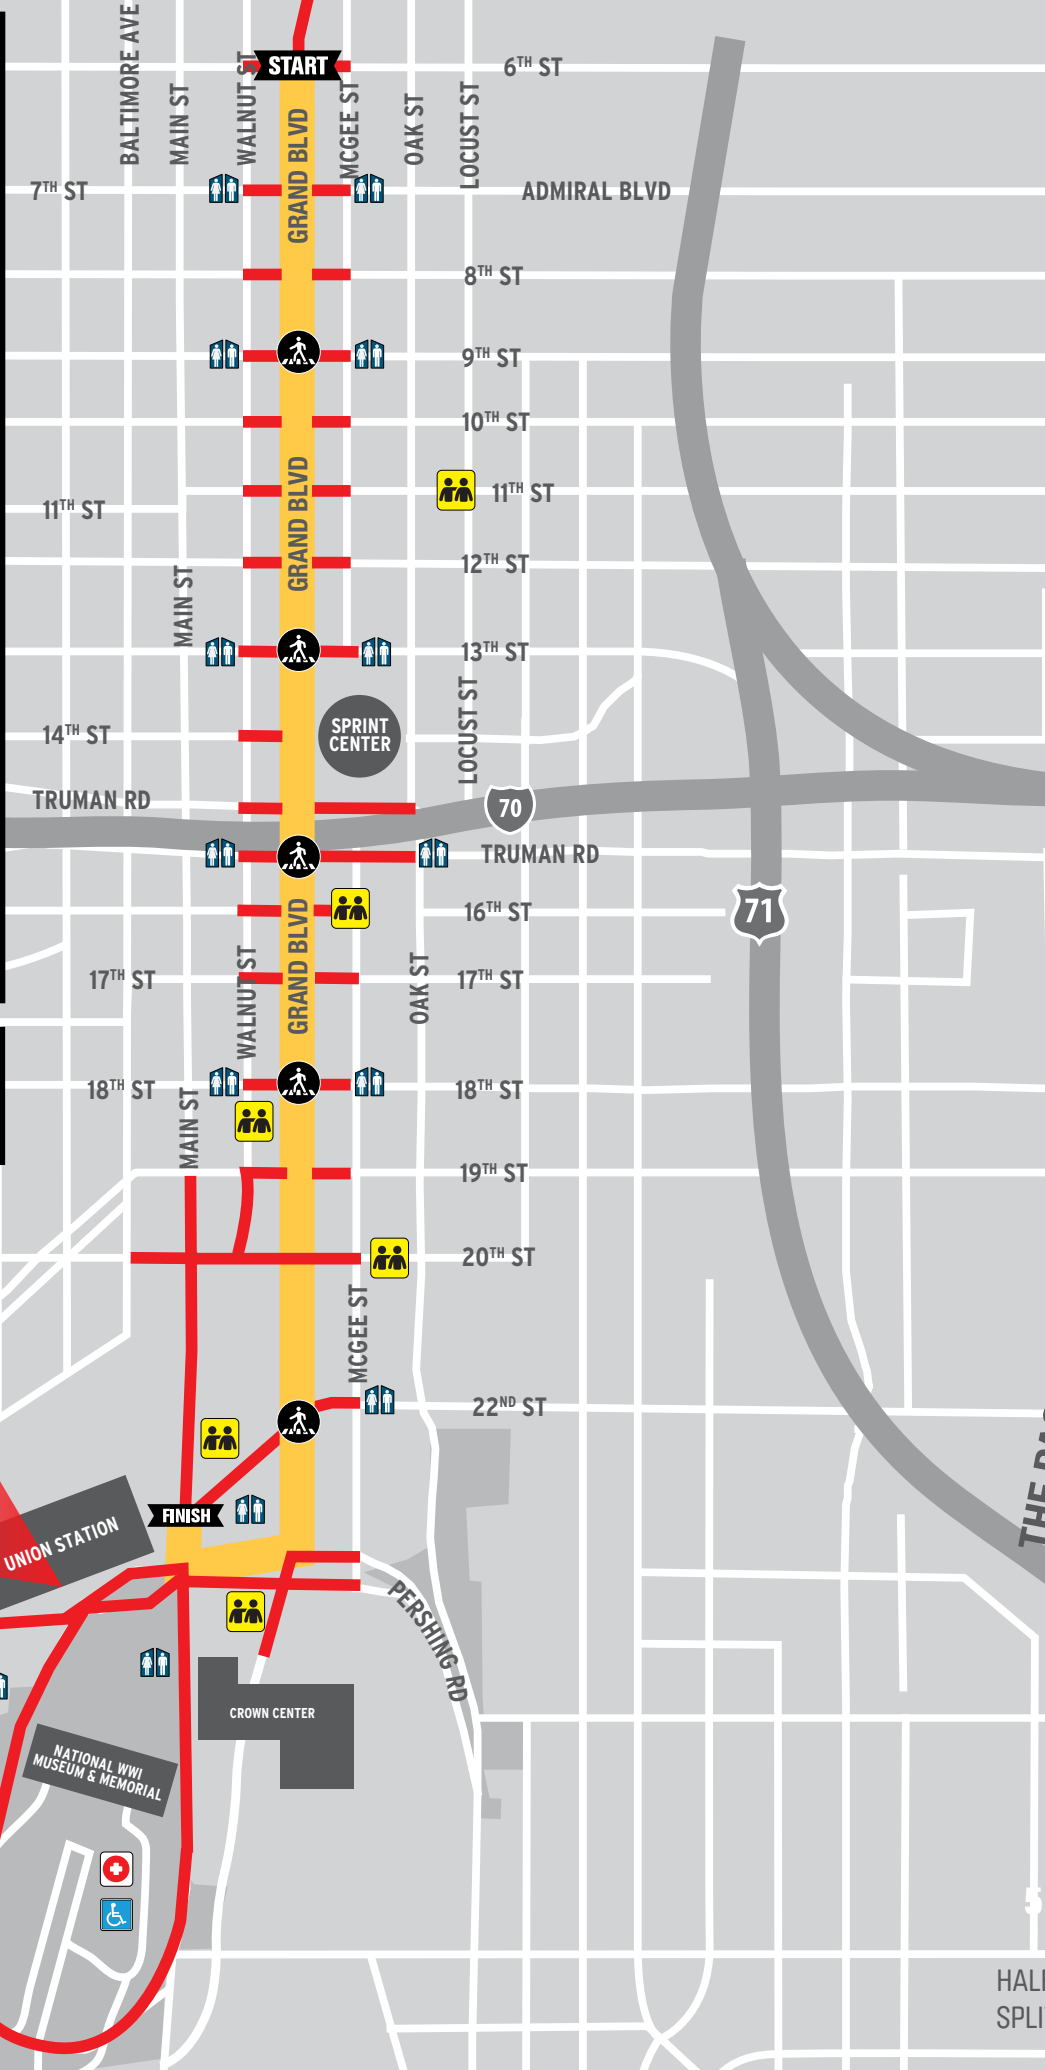 BALTIMORE AVE
MAIN ST
WALNUT ST
START
GRAND BLVD
MCGEE ST
OAK ST
LOCUST ST
6TH ST
7TH ST
ADMIRAL BLVD
8TH ST
9TH ST
10TH ST
GRAND BLVD
11TH ST
11TH ST
12TH ST
MAIN ST
13TH ST
LOCUST ST
14TH ST
SPRINT
CENTER
TRUMAN RD
70
TRUMAN RD
71
16TH ST
GRAND BLVD
WALNUT ST
OAK ST
17TH ST
17TH ST
18TH ST
18TH ST
MAIN ST
19TH ST
20TH ST
MCGEE ST
22ND ST
FINISH
UNION STATION
PERSHING RD
CROWN CENTER
NATIONAL WWI
MUSEUM & MEMORIAL
THE
5